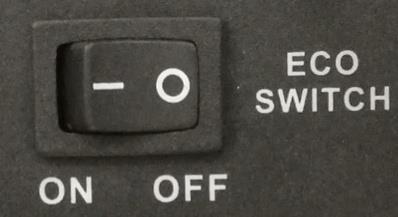 — O
ECO
SWITCH
ON OFF